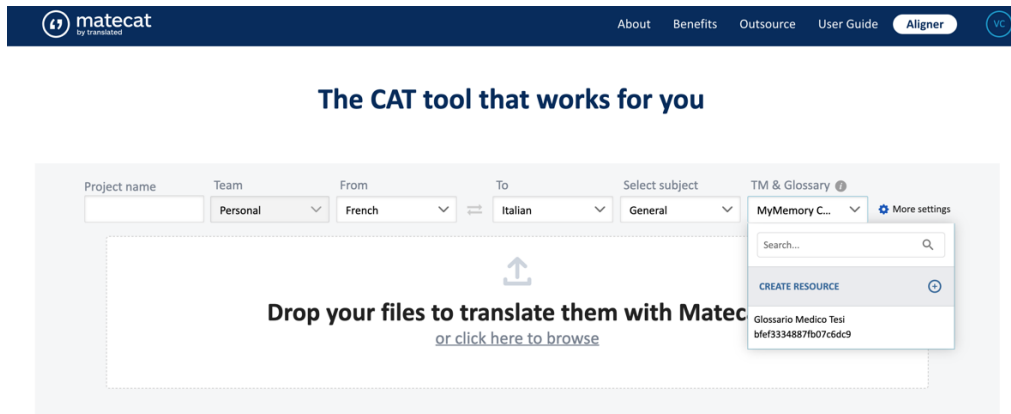 matecat
by translated
About Benefits Outsource User Guide Aligner VC
The CAT tool that works for you
Project name Team From To Select subject TM & Glossary i
Personal French Italian General MyMemory C... More settings
Search...
CREATE RESOURCE
Drop your files to translate them with Matec
Glossario Medico Tesi
or click here to browse
bfef3334887fb07c6dc9